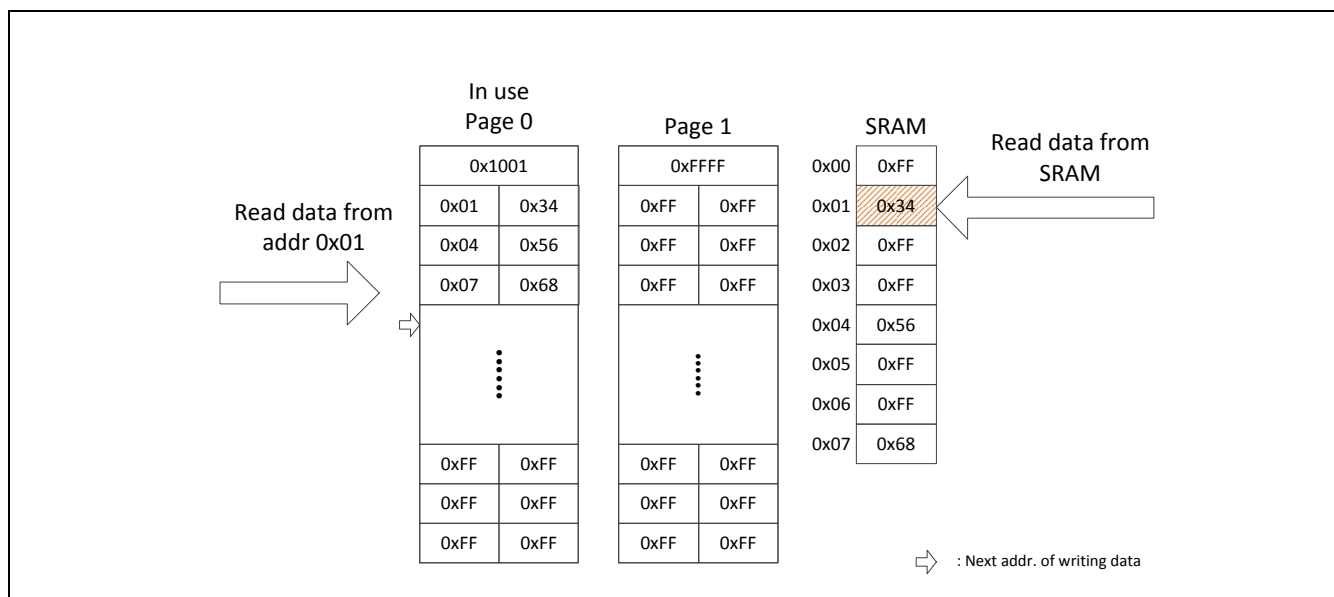 In use
Page 0
Page 1
SRAM
Read data from
SRAM
Read data from
addr 0x01
0x1001
0x01 0x34
0x04 0x56
0x07 0x68
0xFF 0xFF
0xFF 0xFF
0xFF 0xFF
0xFFFF
0xFF 0xFF
0xFF 0xFF
0xFF 0xFF
0xFF 0xFF
0xFF 0xFF
0xFF 0xFF
0x00 0xFF
0x01 0x34
0x02 0xFF
0x03 0xFF
0x04 0x56
0x05 0xFF
0x06 0xFF
0x07 0x68
: Next addr. of writing data